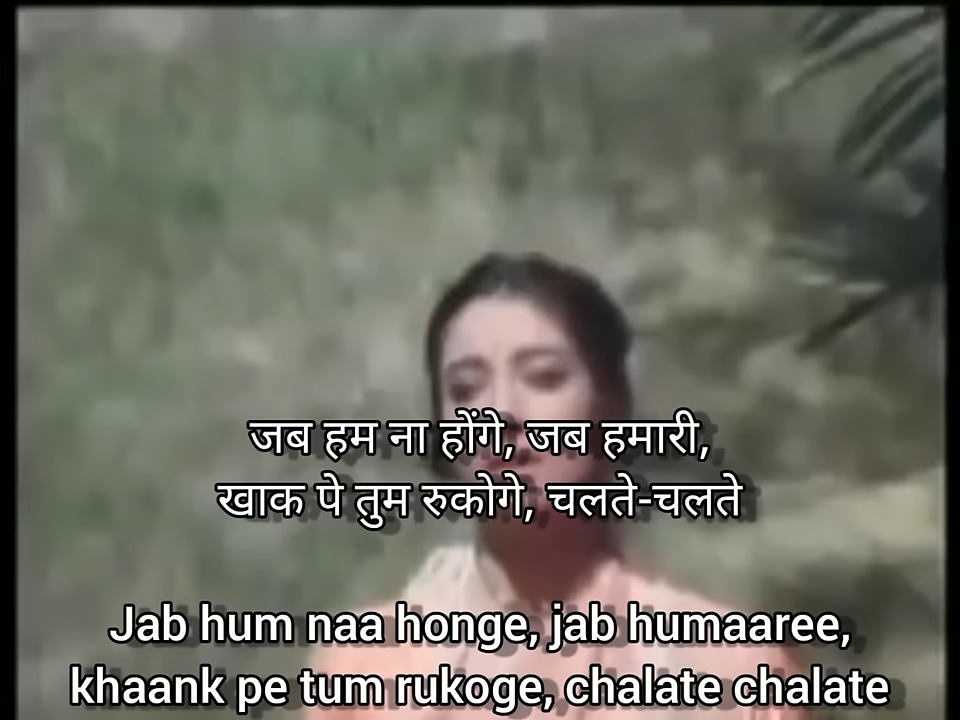 जब हम ना होंगे, जब हमारी,
खाक पे तुम रुकोगे, चलते-चलते
Jab hum naa honge, jab humaaree,
khaank pe tum rukoge, chalate chalate